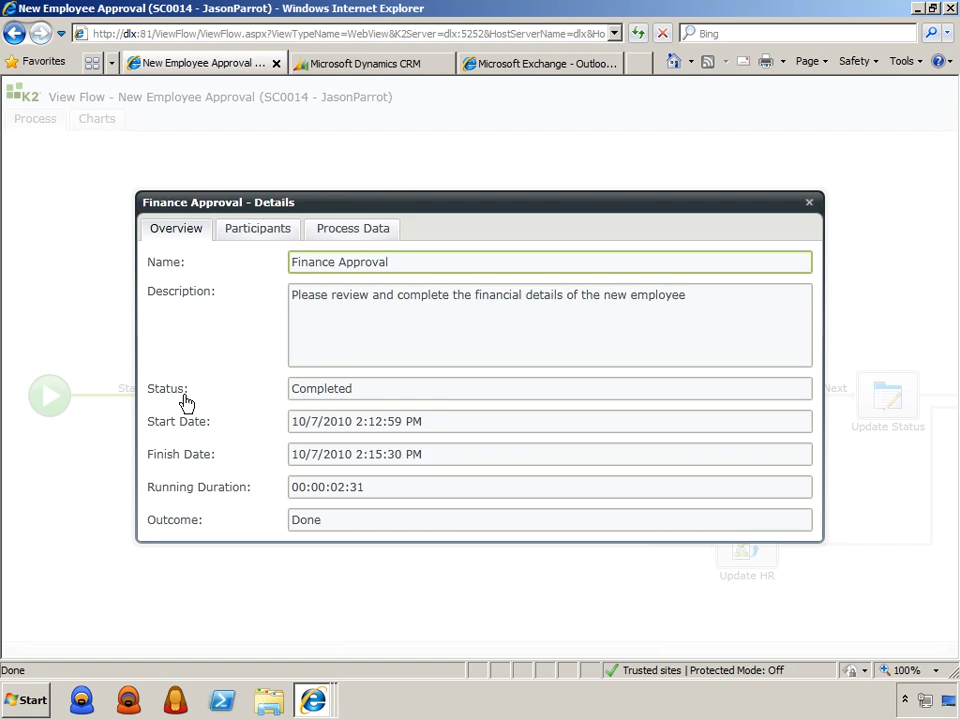 New Employee Approval (SC0014 - JasonParrot) - Windows Internet Explorer
http://dlx:81/ViewFlow/ViewFlow.aspx?ViewTypeName=WebView&K2Server=dlx:5252&HostServerName=dlx&Ho
Bing
Favorites
New Employee Approval ...
Microsoft Dynamics CRM
Microsoft Exchange - Outloo...
Page
Safety
Tools
K2 View Flow - New Employee Approval (SC0014 - JasonParrot)
Process
Charts
Finance Approval - Details
Overview
Participants
Process Data
Name: Finance Approval
Description: Please review and complete the financial details of the new employee
Status: Completed
Start Date: 10/7/2010 2:12:59 PM
Finish Date: 10/7/2010 2:15:30 PM
Running Duration: 00:00:02:31
Outcome: Done
Sta
Next
Update Status
Update HR
Done
Trusted sites | Protected Mode: Off
100%
Start